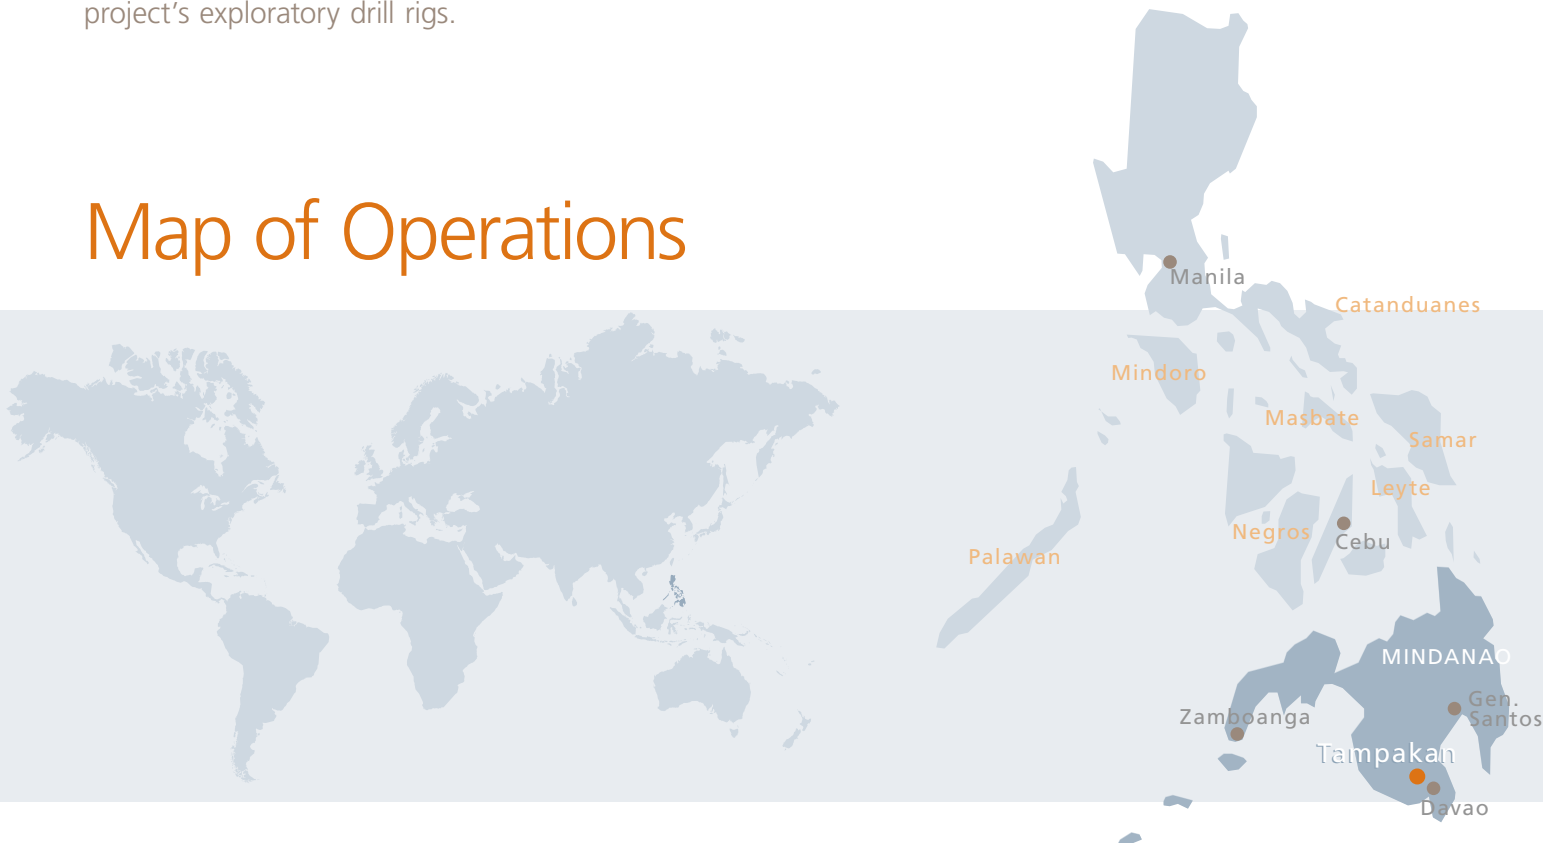 project’s exploratory drill rigs.
Map of Operations
Manila
Catanduanes
Mindoro
Masbate
Samar
Leyte
Negros
Cebu
Palawan
MINDANAO
Gen.
Santos
Zamboanga
Tampakan
Davao